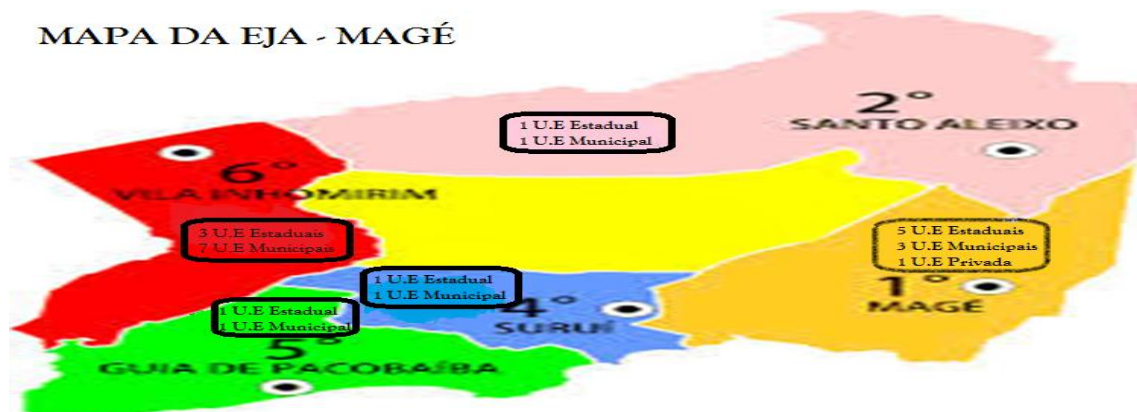 MAPA DA EJA - MAGÉ
2°
SANTO ALEIXO
1 U.E Estadual
1 U.E Municipal
6°
VILA INHOMIRIM
3 U.E Estaduais
7 U.E Municipais
5 U.E Estaduais
3 U.E Municipais
1 U.E Privada
1°
MAGÉ
1 U.E Estadual
1 U.E Municipal
4°
SURUÍ
1 U.E Estadual
1 U.E Municipal
5°
GUIA DE PACOBAÍBA